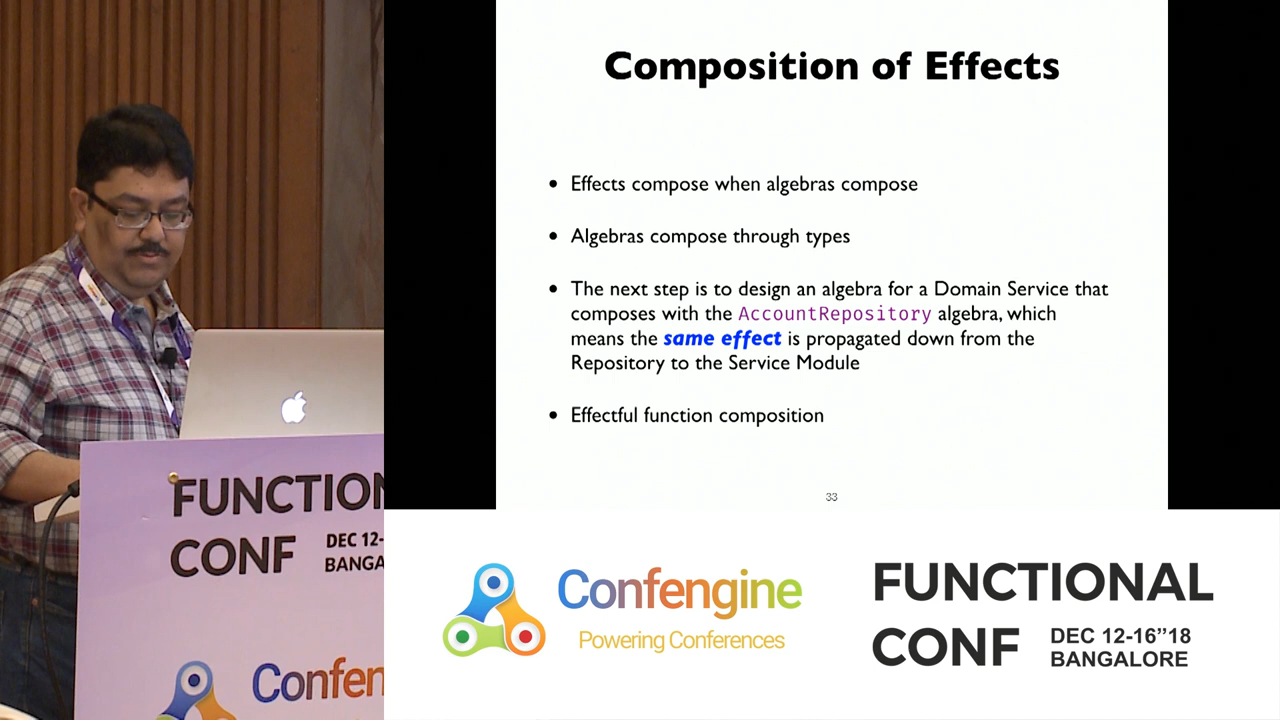 Composition of Effects
• Effects compose when algebras compose
• Algebras compose through types
• The next step is to design an algebra for a Domain Service that
composes with the AccountRepository algebra, which
means the same effect is propagated down from the
Repository to the Service Module
• Effectful function composition
33
FUNCTION
CONF DEC 12-
BANGA
Confen
Confengine
Powering Conferences
FUNCTIONAL
CONF DEC 12-16”18
BANGALORE